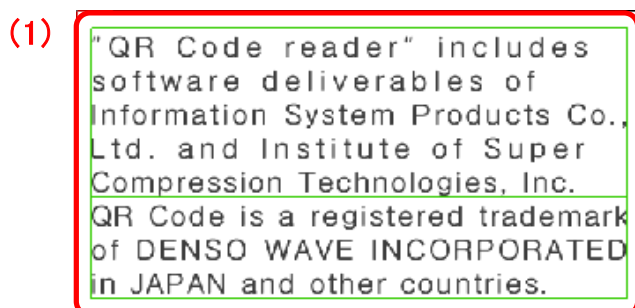 (1)
"QR Code reader" includes
software deliverables of
Information System Products Co.,
Ltd. and Institute of Super
Compression Technologies, Inc.
QR Code is a registered trademark
of DENSO WAVE INCORPORATED
in JAPAN and other countries.